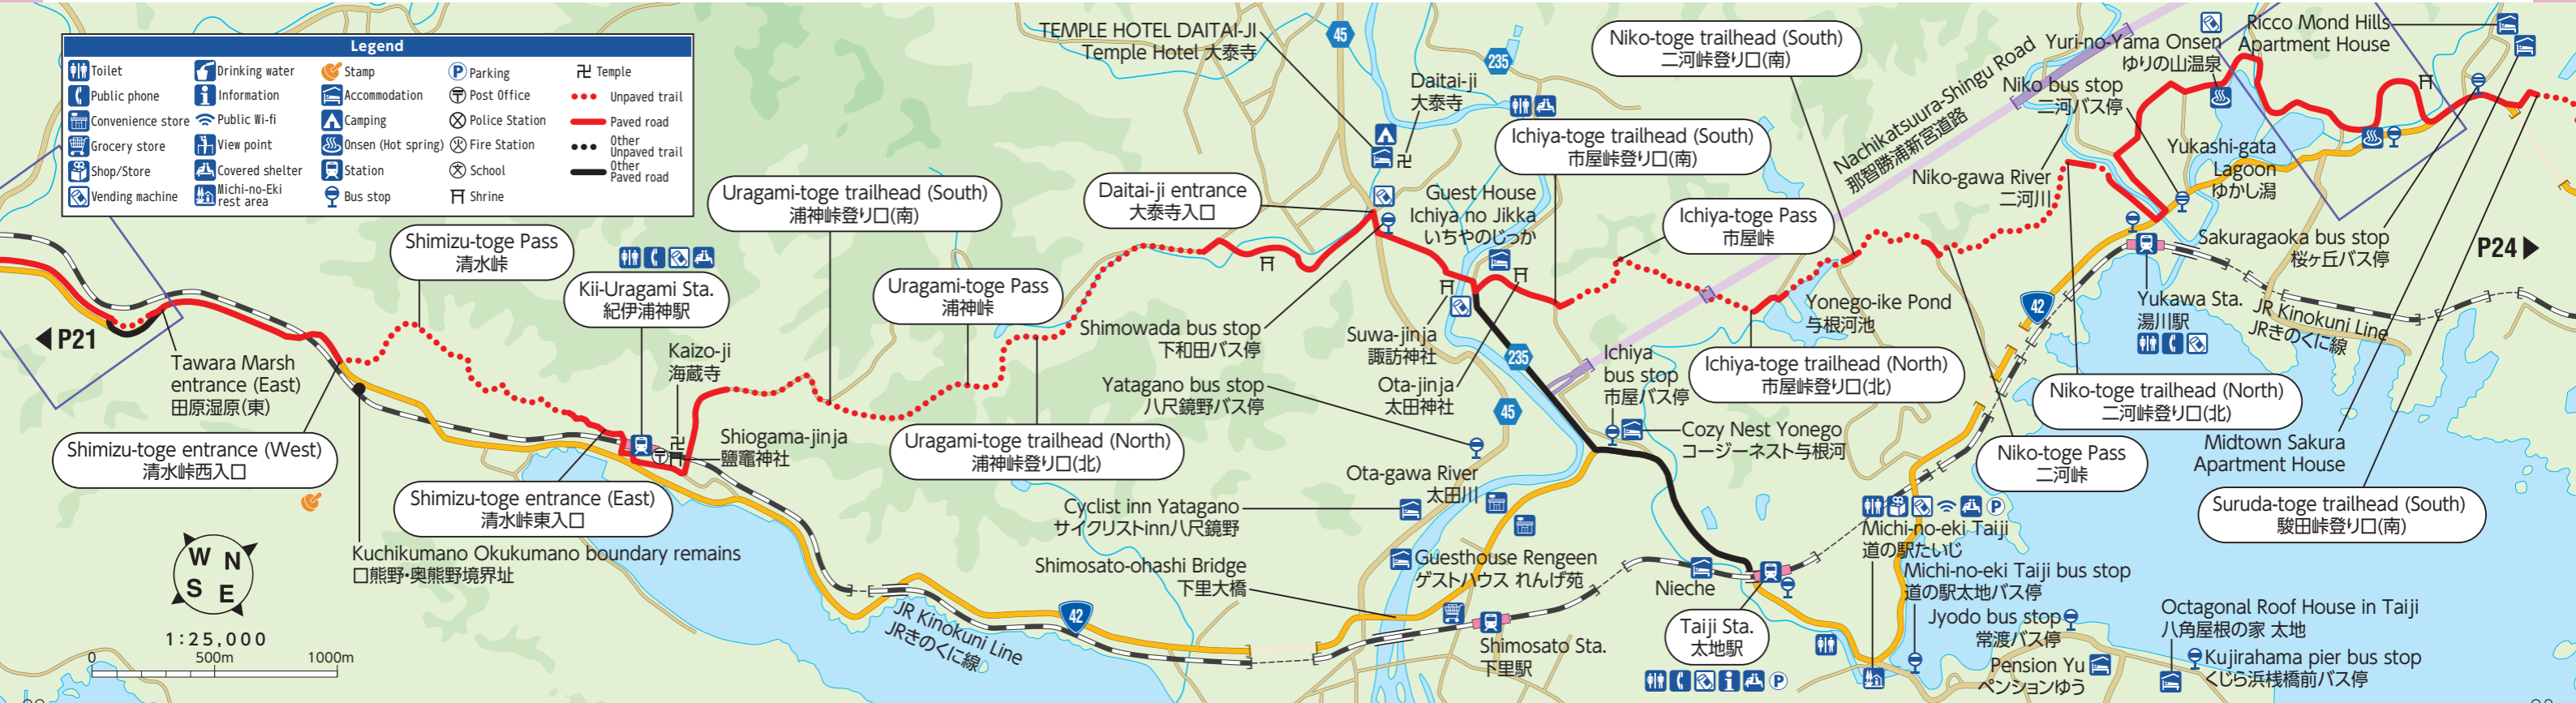 Legend
Toilet
Drinking water
Stamp
Parking
Temple
Public phone
Information
Accommodation
Post Office
Unpaved trail
Convenience store
Public Wi-fi
Camping
Police Station
Paved road
Grocery store
View point
Onsen (Hot spring)
Fire Station
Other
Unpaved trail
Shop/Store
Covered shelter
Station
School
Other
Paved road
Vending machine
Michi-no-Eki
rest area
Bus stop
Shrine
◀P21
Tawara Marsh
entrance (East)
田原湿原(東)
Shimizu-toge Pass
清水峠
Shimizu-toge entrance (West)
清水峠西入口
Kii-Uragami Sta.
紀伊浦神駅
Kaizo-ji
海蔵寺
Shiogama-jinja
鹽竈神社
Shimizu-toge entrance (East)
清水峠東入口
Kuchikumano Okukumano boundary remains
口熊野・奥熊野境界址
W N
S E
1:25,000
0 500m 1000m
Uragami-toge trailhead (South)
浦神峠登り口(南)
Uragami-toge Pass
浦神峠
Uragami-toge trailhead (North)
浦神峠登り口(北)
JR Kinokuni Line
JRきのくに線
42
TEMPLE HOTEL DAITAI-JI
Temple Hotel 大泰寺
45
235
Daitai-ji
大泰寺
Daitai-ji entrance
大泰寺入口
Guest House
Ichiya no Jikka
いちやのじっか
Shimowada bus stop
下和田バス停
Suwa-jinja
諏訪神社
Ota-jinja
太田神社
Yatagano bus stop
八尺鏡野バス停
235
45
Ota-gawa River
太田川
Cyclist inn Yatagano
サイクリストinn八尺鏡野
Shimosato-ohashi Bridge
下里大橋
Guesthouse Rengeen
ゲストハウス れんげ苑
Shimosato Sta.
下里駅
Ichiya-toge trailhead (South)
市屋峠登り口(南)
Ichiya-toge Pass
市屋峠
Niko-toge trailhead (South)
二河峠登り口(南)
Nachikatsuura-Shingu Road
那智勝浦新宮道路
Yonego-ike Pond
与根河池
Ichiya-toge trailhead (North)
市屋峠登り口(北)
Ichiya
bus stop
市屋バス停
Cozy Nest Yonego
コージーネスト与根河
Nieche
Taiji Sta.
太地駅
Michi-no-eki Taiji
道の駅たいじ
Michi-no-eki Taiji bus stop
道の駅太地バス停
Jyodo bus stop
常渡バス停
Pension Yu
ペンションゆう
Octagonal Roof House in Taiji
八角屋根の家 太地
Kujirahama pier bus stop
くじら浜桟橋前バス停
Yuri-no-Yama Onsen
ゆりの山温泉
Niko bus stop
二河バス停
Niko-gawa River
二河川
Yukashi-gata
Lagoon
ゆかし潟
Ricco Mond Hills
Apartment House
Sakuragaoka bus stop
桜ヶ丘バス停
P24▶
42
Yukawa Sta.
湯川駅
JR Kinokuni Line
JRきのくに線
Niko-toge trailhead (North)
二河峠登り口(北)
Niko-toge Pass
二河峠
Midtown Sakura
Apartment House
Suruda-toge trailhead (South)
駿田峠登り口(南)